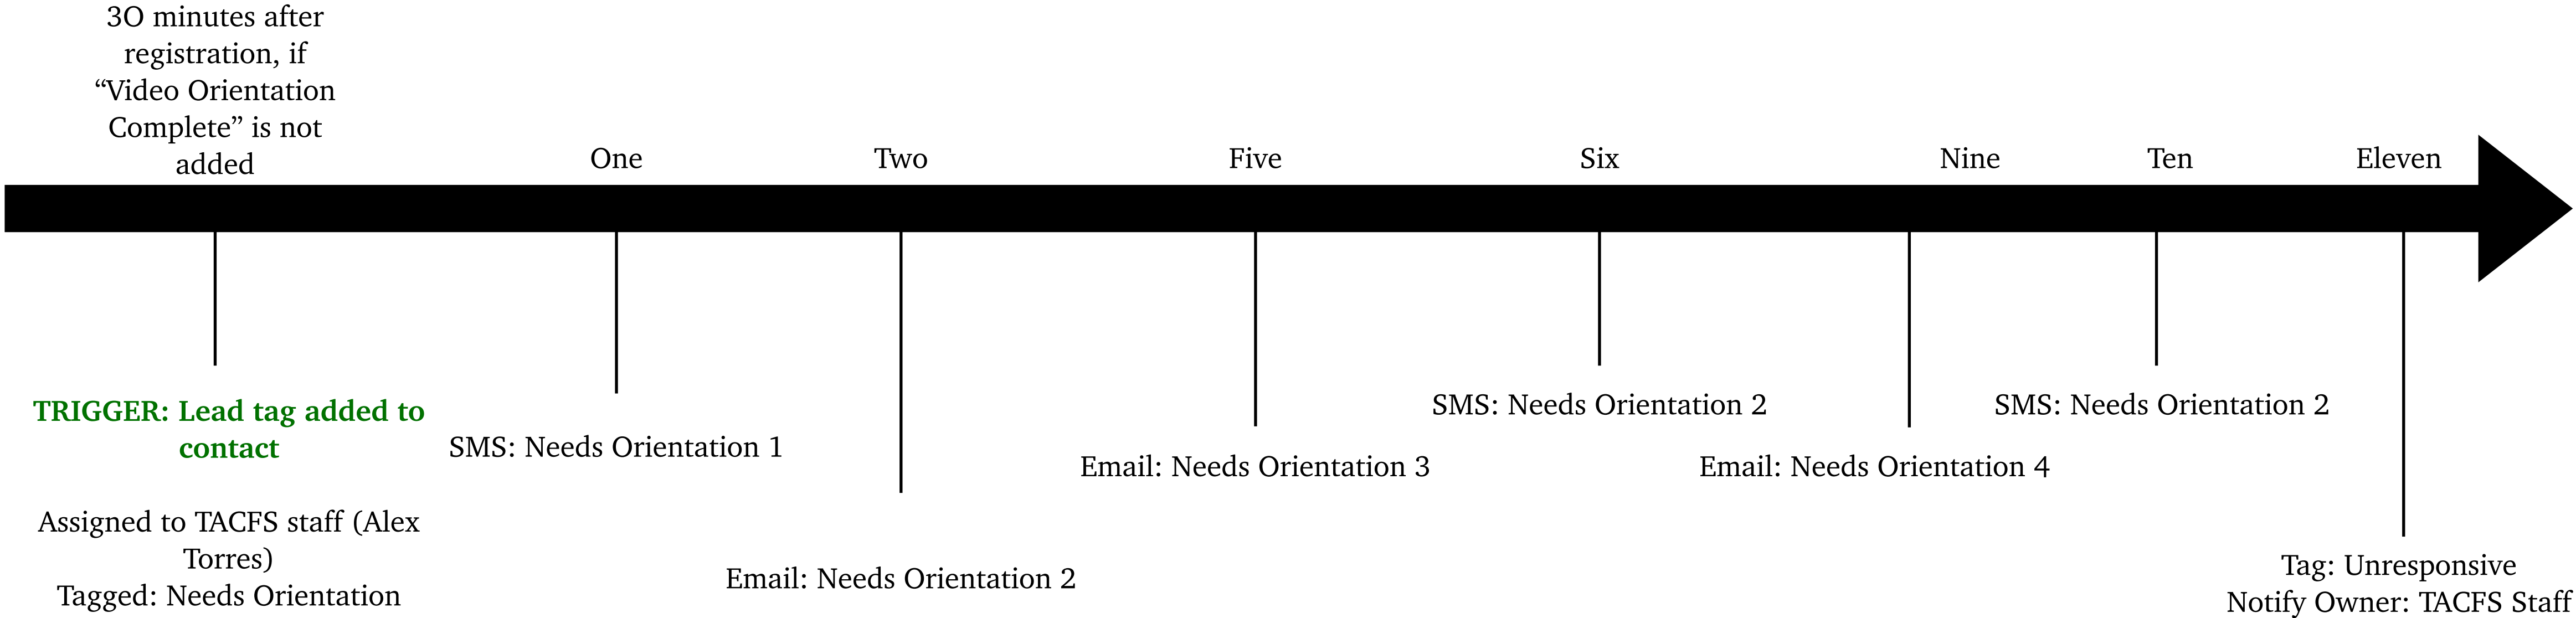 3O minutes after
registration, if
“Video Orientation
Complete” is not
added
One
Two
Five
Six
Nine
Ten
Eleven
TRIGGER: Lead tag added to
contact
Assigned to TACFS staff (Alex
Torres)
Tagged: Needs Orientation
SMS: Needs Orientation 1
Email: Needs Orientation 2
Email: Needs Orientation 3
SMS: Needs Orientation 2
Email: Needs Orientation 4
SMS: Needs Orientation 2
Tag: Unresponsive
Notify Owner: TACFS Staff